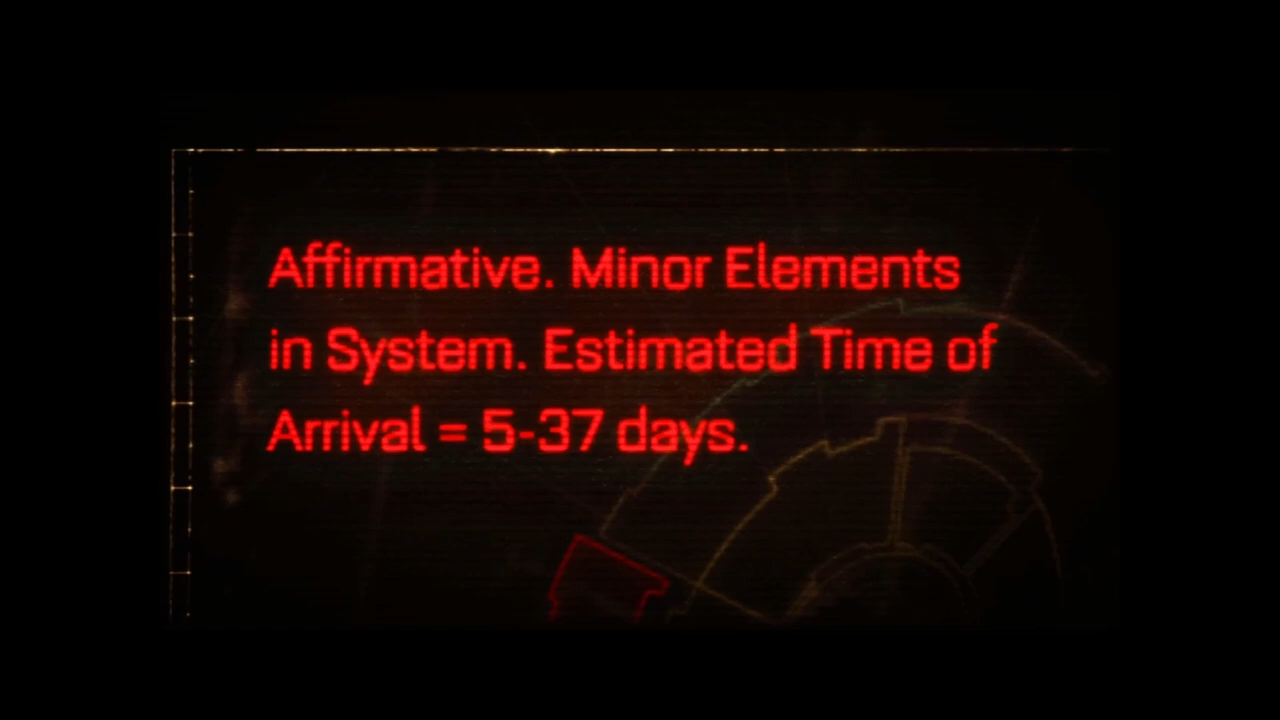 Affirmative. Minor Elements
in System. Estimated Time of
Arrival = 5-37 days.